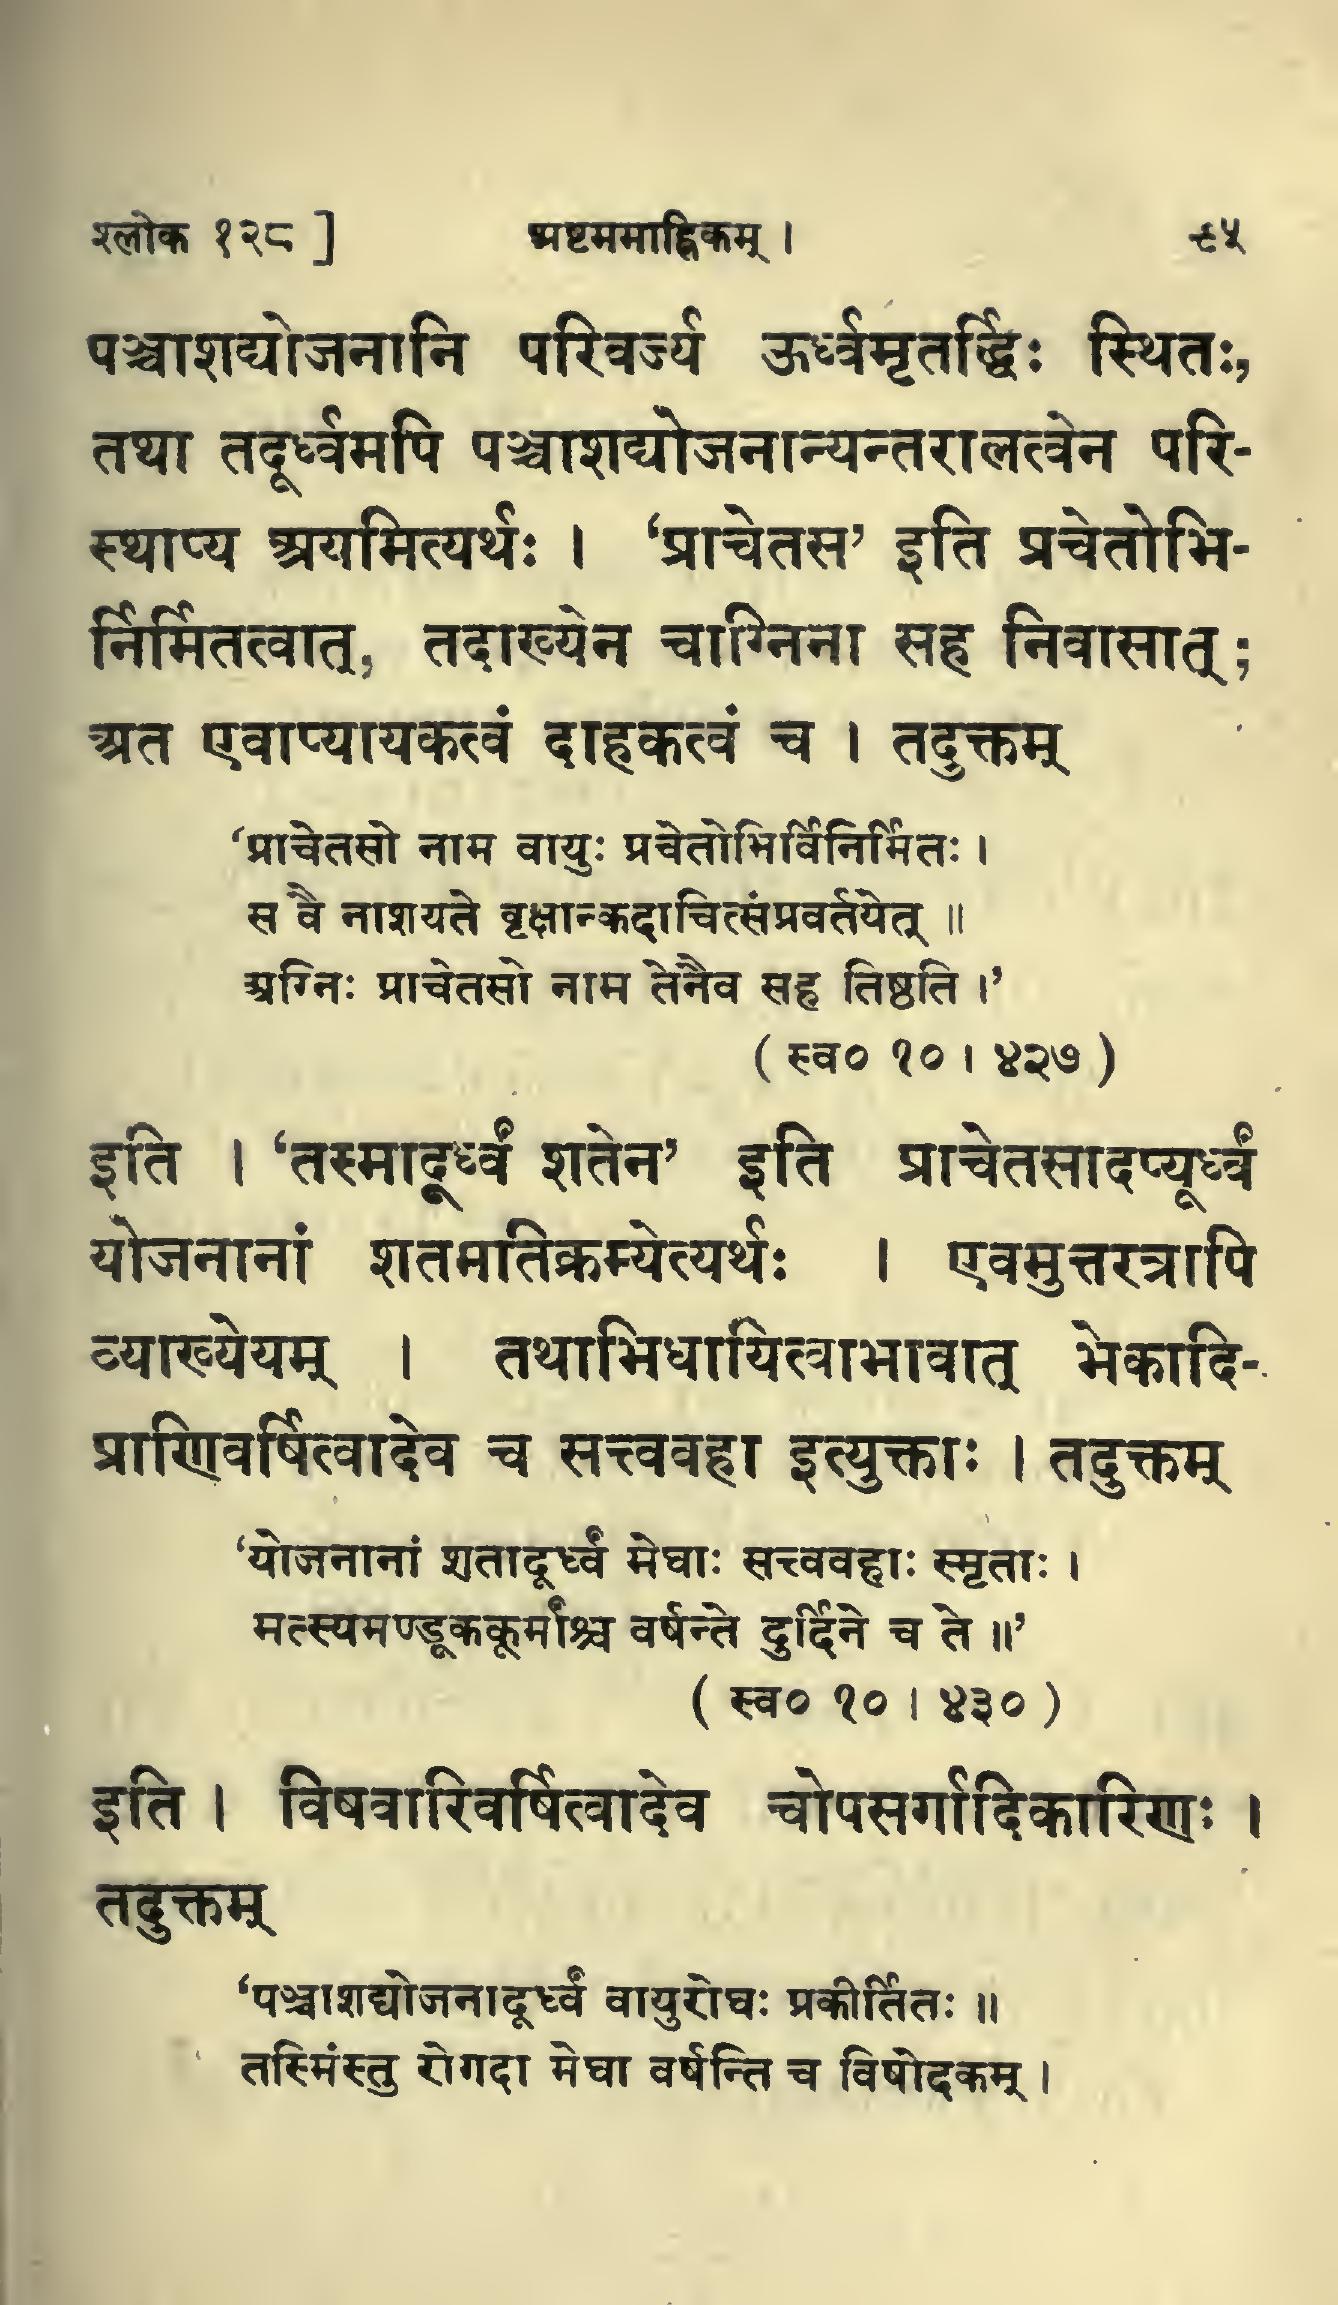 श्लोक १२८ ] अष्टममाह्निकम् । ९५
पञ्चाशद्योजनानि परिवर्ज्य ऊर्ध्वमृतर्द्धिः स्थितः,
तथा तदूर्ध्वमपि पञ्चाशद्योजनान्यन्तरालत्वेन परि-
स्थाप्य अयमित्यर्थः । ‘प्राचेतस’ इति प्रचेतोभि-
र्निर्मितत्वात्, तदाख्येन चाग्निना सह निवासात्;
अत एवाप्यायकत्वं दाहकत्वं च । तदुक्तम्
‘प्राचेतसो नाम वायुः प्रचेतोभिर्विनिर्मितः ।
स वै नाशयते वृक्षान्कदाचित्संप्रवर्तयेत् ॥
अग्निः प्राचेतसो नाम तेनैव सह तिष्ठति ।’
( स्व० १० । ४२७ )
इति । ‘तस्मादूर्ध्वं शतेन’ इति प्राचेतसादप्यूर्ध्वं
योजनानां शतमतिक्रम्येत्यर्थः । एवमुत्तरत्रापि
व्याख्येयम् । तथाभिधायित्वाभावात् भेकादि-
प्राणिवर्षित्वादेव च सत्त्ववहा इत्युक्ताः । तदुक्तम्
‘योजनानां शतादूर्ध्वं मेघाः सत्त्ववहाः स्मृताः ।
मत्स्यमण्डूककूर्मांश्च वर्षन्ते दुर्दिने च ते ॥’
( स्व० १० । ४३० )
इति । विषवारिवर्षित्वादेव चोपसर्गादिकारिणः ।
तदुक्तम्
‘पञ्चाशद्योजनादूर्ध्वं वायुरोघः प्रकीर्तितः ॥
तस्मिंस्तु रोगदा मेघा वर्षन्ति च विषोदकम् ।